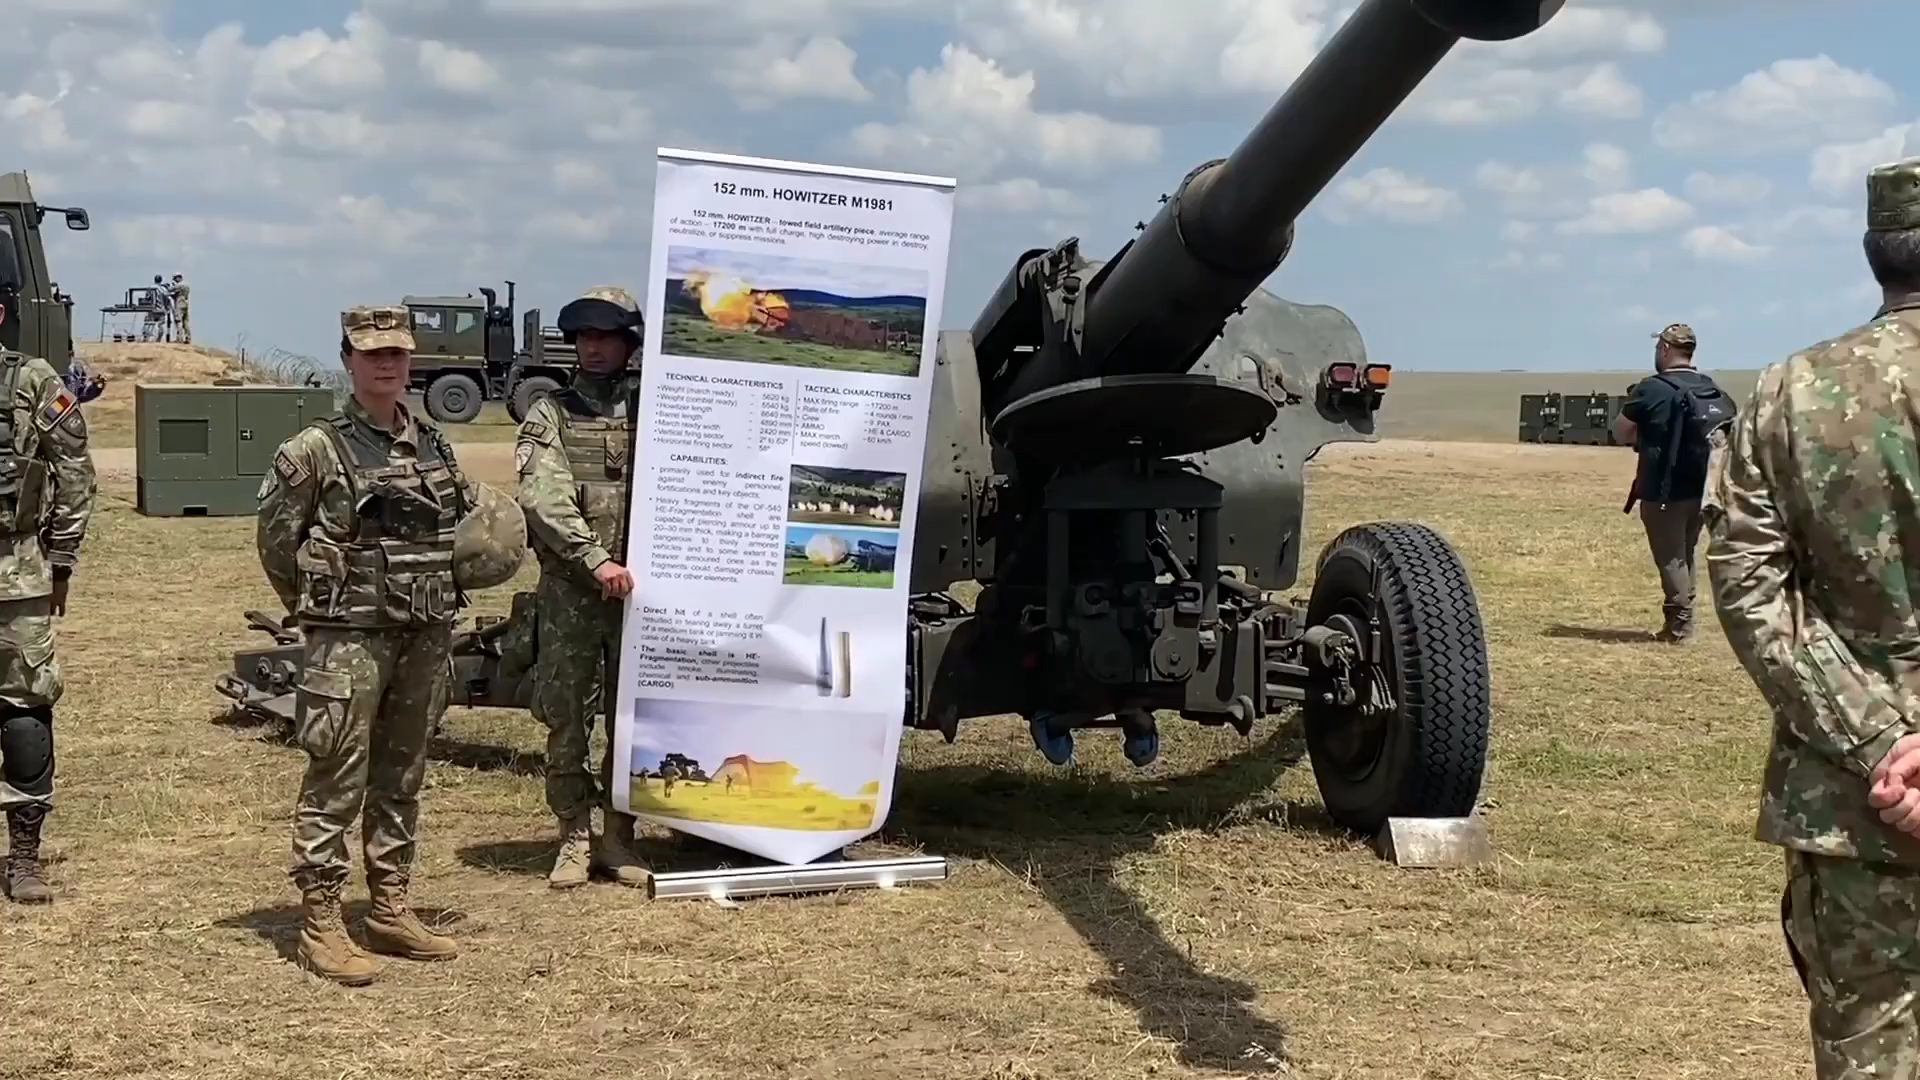 152 mm. HOWITZER M1981
152 mm. HOWITZER – towed field artillery piece, average range
of action – 17200 m with full charge, high destroying power in destroy,
neutralize, or suppress missions.
TECHNICAL CHARACTERISTICS
•Weight (march ready) – 5620 kg
•Weight (combat ready) – 5540 kg
•Howitzer length – 8640 mm
•Barrel length – 4890 mm
•March ready width – 2420 mm
•Vertical firing sector – 2° to 63°
•Horizontal firing sector – 58°
TACTICAL CHARACTERISTICS
• MAX firing range – 17200 m
• Rate of fire – 4 rounds / min
• Crew – 9 PAX
• AMMO – HE & CARGO
• MAX march
speed (towed) – 60 km/h
CAPABILITIES:
• primarily used for indirect fire
against enemy personnel,
fortifications and key objects;
• Heavy fragments of the OF-540
HE-Fragmentation shell are
capable of piercing armour up to
20–30 mm thick, making a barrage
dangerous to thinly armored
vehicles and to some extent to
heavier armoured ones as the
fragments could damage chassis,
sights or other elements.
• Direct hit of a shell often
resulted in tearing away a turret
of a medium tank or jamming it in
case of a heavy tank
• The basic shell is HE-
Fragmentation, other projectiles
include smoke, illuminating,
chemical and sub-ammunition
(CARGO)